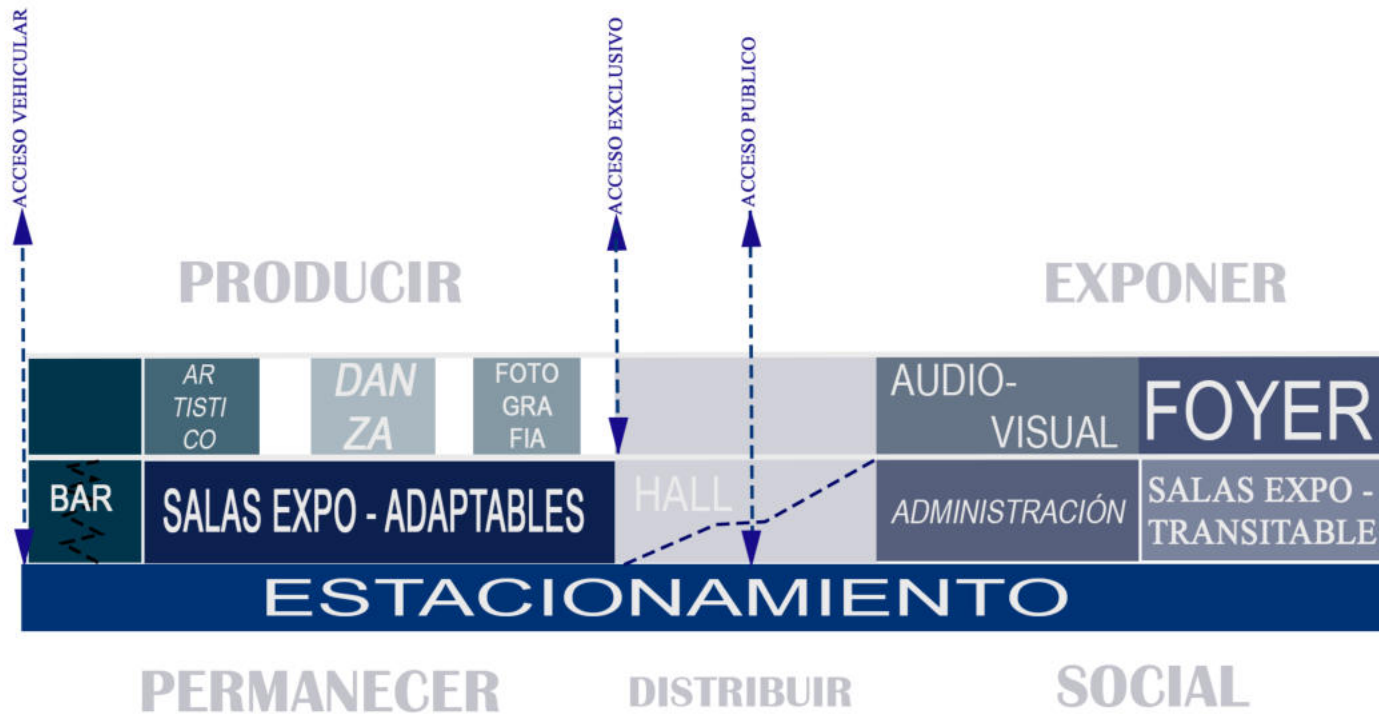 ACCESO VEHICULAR
ACCESO EXCLUSIVO
ACCESO PUBLICO
PRODUCIR
EXPONER
AR
TISTI
CO
DAN
ZA
FOTO
GRA
FIA
AUDIO-
VISUAL
FOYER
BAR
SALAS EXPO - ADAPTABLES
HALL
ADMINISTRACIÓN
SALAS EXPO -
TRANSITABLE
ESTACIONAMIENTO
PERMANECER
DISTRIBUIR
SOCIAL